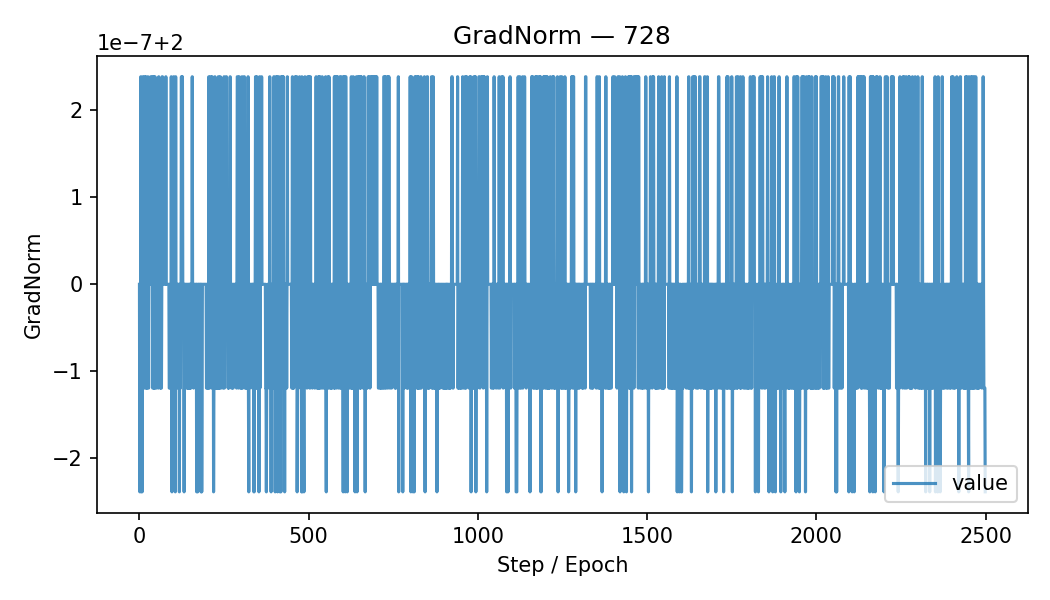 GradNorm — 728
1e−7+2
2
1
0
−1
−2
GradNorm
0 500 1000 1500 2000 2500
Step / Epoch
value